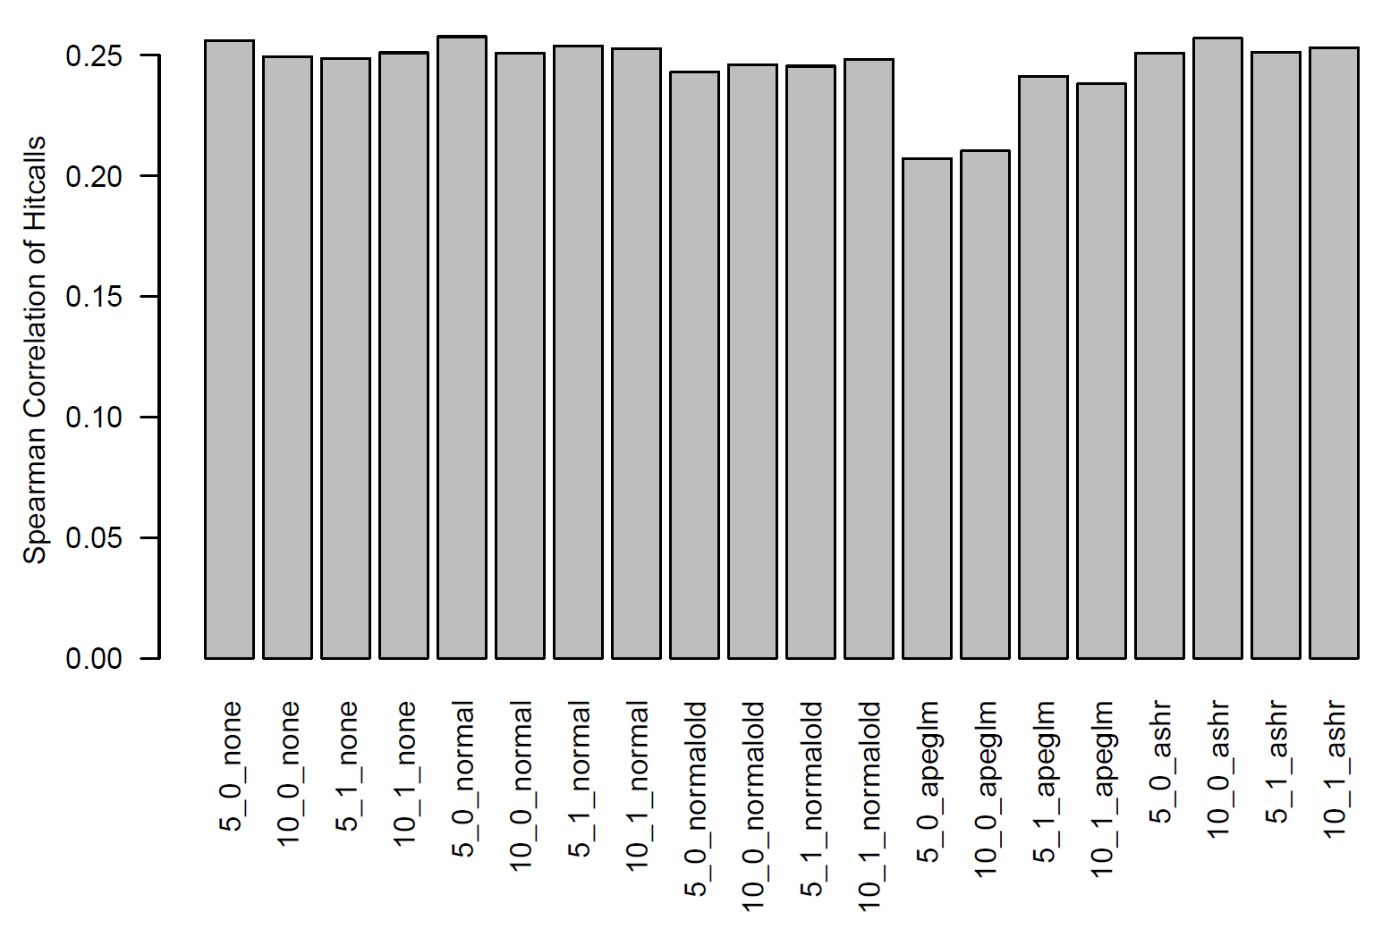 Spearman Correlation of Hitcalls
0.25
0.20
0.15
0.10
0.05
0.00
5_0_none
10_0_none
5_1_none
10_1_none
5_0_normal
10_0_normal
5_1_normal
10_1_normal
5_0_normalold
10_0_normalold
5_1_normalold
10_1_normalold
5_0_apeglm
10_0_apeglm
5_1_apeglm
10_1_apeglm
5_0_ashr
10_0_ashr
5_1_ashr
10_1_ashr